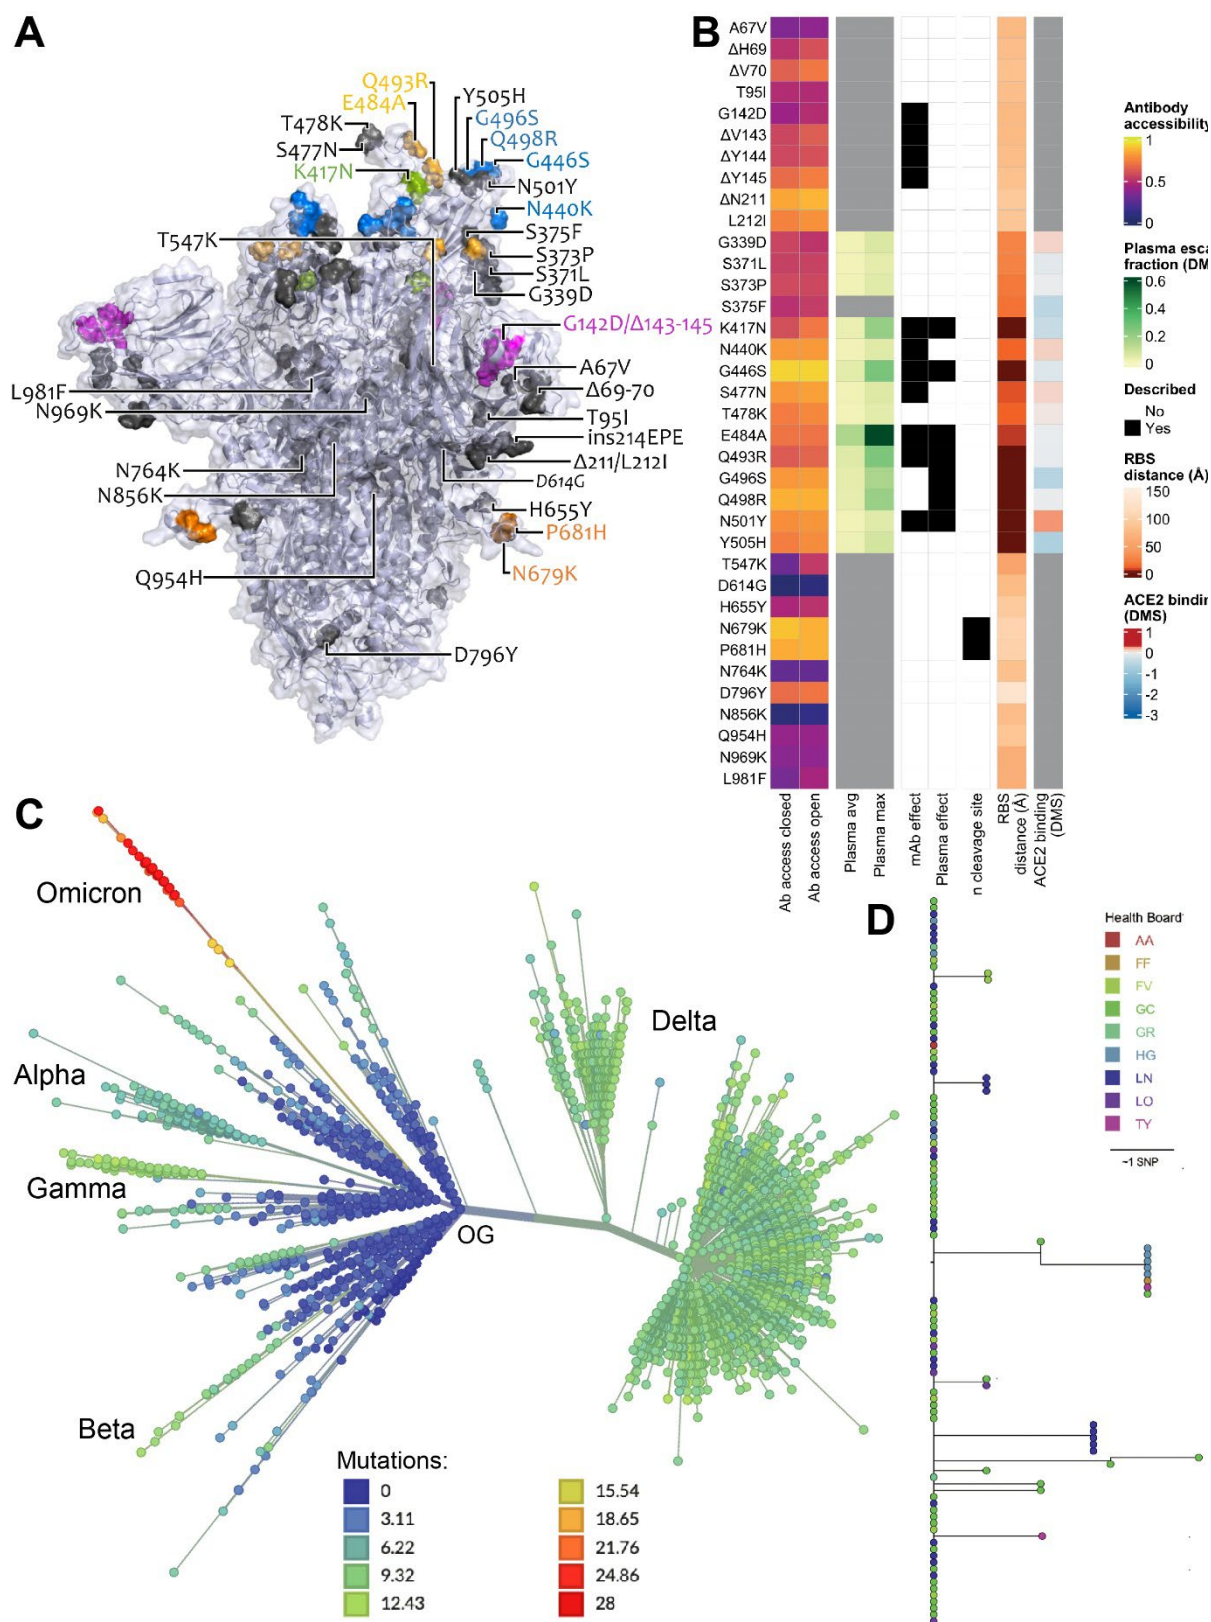 A
Q493R
E484A
Y505H
G496S
T478K
Q498R
S477N
G446S
K417N
N501Y
N440K
S375F
T547K
S373P
S371L
G339D
G142D/Δ143-145
A67V
L981F
Δ69-70
N969K
T95I
ins214EPE
N764K
Δ211/L212I
N856K
D614G
H655Y
P681H
Q954H
N679K
D796Y
B
A67V
ΔH69
ΔV70
T95I
G142D
ΔV143
ΔY144
ΔY145
ΔN211
L212I
G339D
S371L
S373P
S375F
K417N
N440K
G446S
S477N
T478K
E484A
Q493R
G496S
Q498R
N501Y
Y505H
T547K
D614G
H655Y
N679K
P681H
N764K
D796Y
N856K
Q954H
N969K
L981F
Ab access closed
Ab access open
Plasma avg
Plasma max
mAb effect
Plasma effect
n cleavage site
RBS
distance (Å)
ACE2 binding
(DMS)
Antibody
accessibility
1
0.5
0
Plasma esca
fraction (DM
0.6
0.4
0.2
0
Described
No
Yes
RBS
distance (Å)
150
100
50
0
ACE2 bindin
(DMS)
1
0
-1
-2
-3
C
Omicron
Alpha
Gamma
Beta
OG
Delta
Mutations:
0
3.11
6.22
9.32
12.43
15.54
18.65
21.76
24.86
28
D
Health Board
AA
FF
FV
GC
GR
HG
LN
LO
TY
~1 SNP